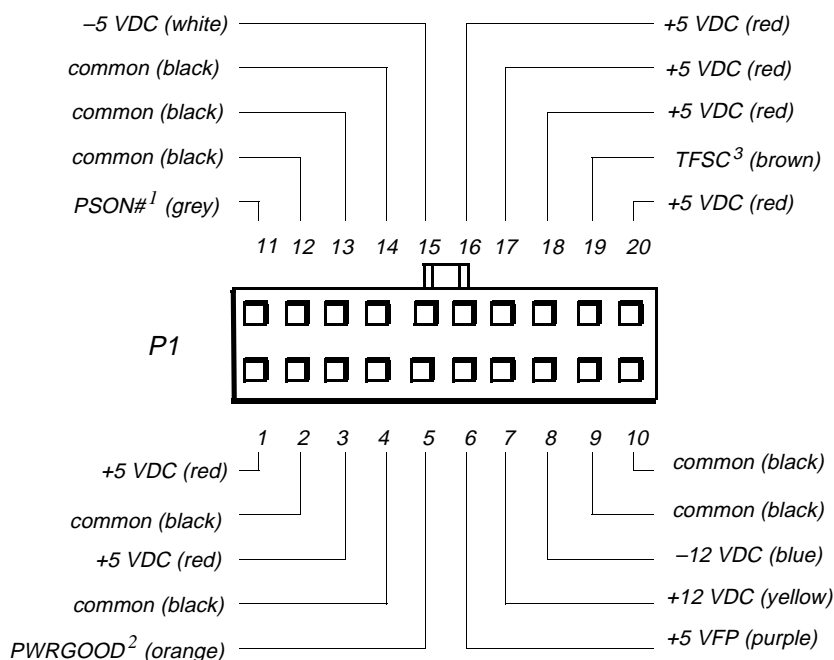 –5 VDC (white) +5 VDC (red)
common (black) +5 VDC (red)
common (black) +5 VDC (red)
common (black) TFSC3 (brown)
PSON#1 (grey) +5 VDC (red)
11 12 13 14 15 16 17 18 19 20
P1
1 2 3 4 5 6 7 8 9 10
+5 VDC (red) common (black)
common (black) common (black)
+5 VDC (red) –12 VDC (blue)
common (black) +12 VDC (yellow)
PWRGOOD2 (orange) +5 VFP (purple)